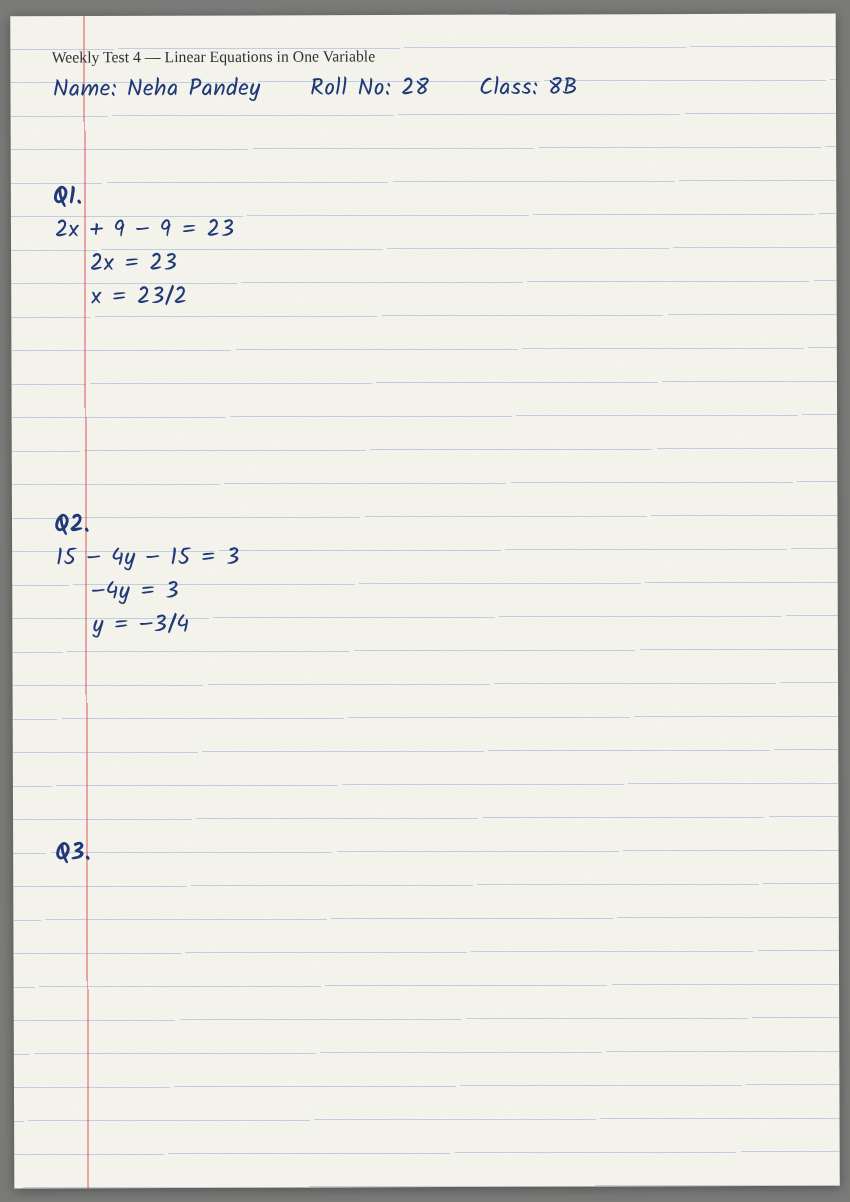 Weekly Test 4 — Linear Equations in One Variable
Name: Neha Pandey Roll No: 28 Class: 8B
Q1.
2x + 9 − 9 = 23
2x = 23
x = 23/2
Q2.
15 − 4y − 15 = 3
−4y = 3
y = −3/4
Q3.